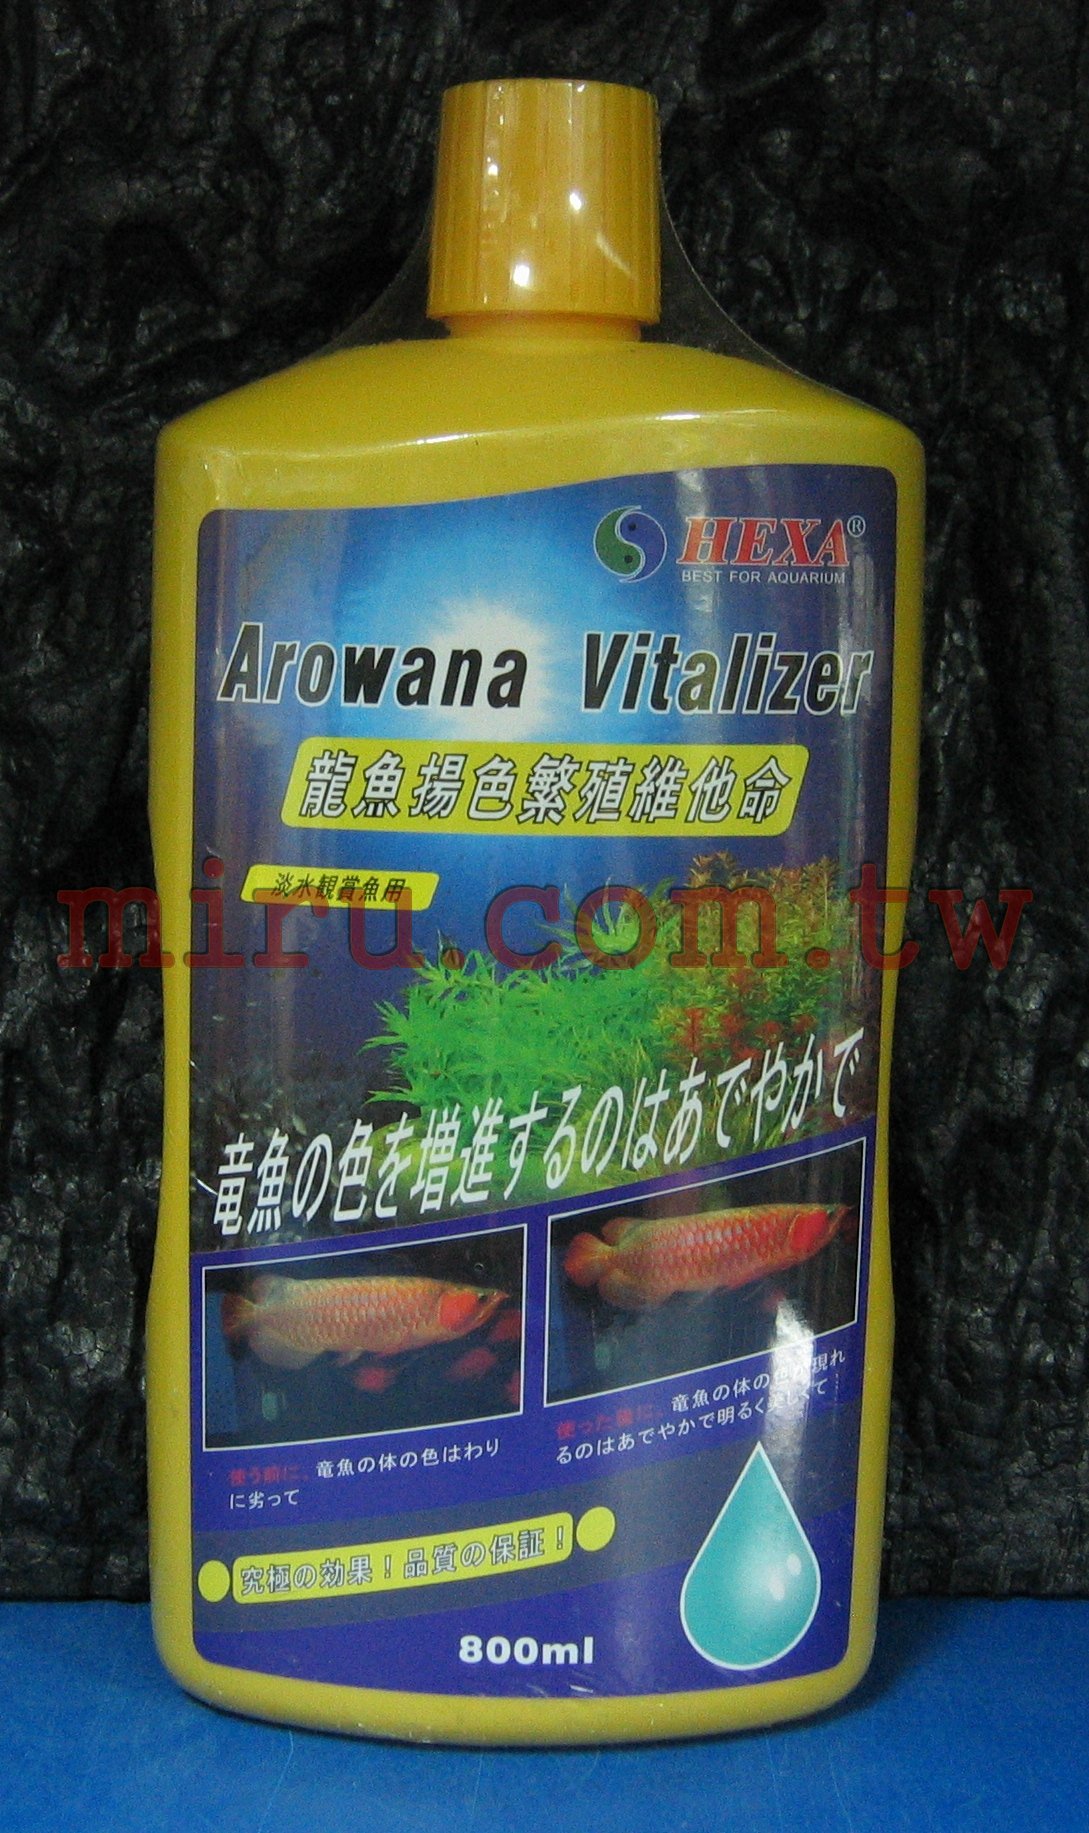 HEXA®
BEST FOR AQUARIUM
Arowana Vitalizer
龍魚揚色繁殖維他命
淡水観賞魚用
miru.com.tw
竜魚の色を増進するのはあでやかで
使う前に、竜魚の体の色はわり
に劣って
使った後に、竜魚の体の色 現れ
るのはあでやかで明るく美しくて
究極の効果！品質の保証！
800ml